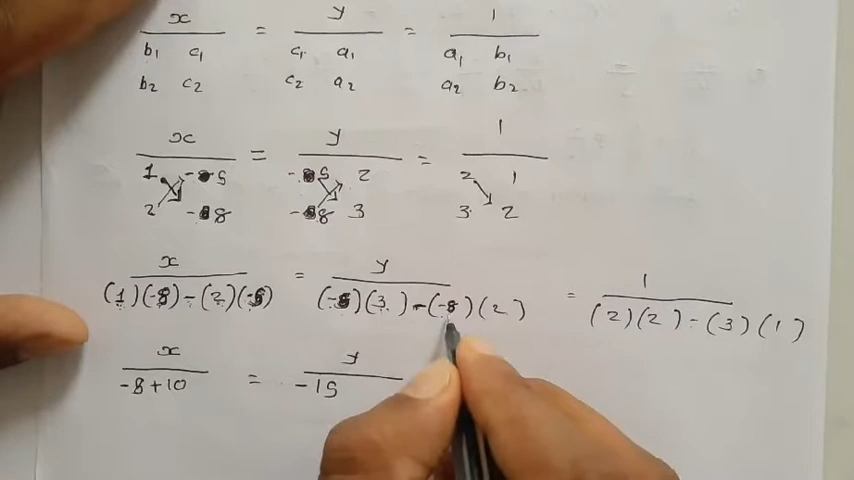 x = y = 1
b₁ c₁ c₁ a₁ a₁ b₁
b₂ c₂ c₂ a₂ a₂ b₂
x = y = 1
1 -5 -5 2 2 1
2 -8 -8 3 3 2
x = y = 1
(1)(-8) - (2)(-5) (-5)(3) - (-8)(2) (2)(2) - (3)(1)
x = y
-8+10 -15